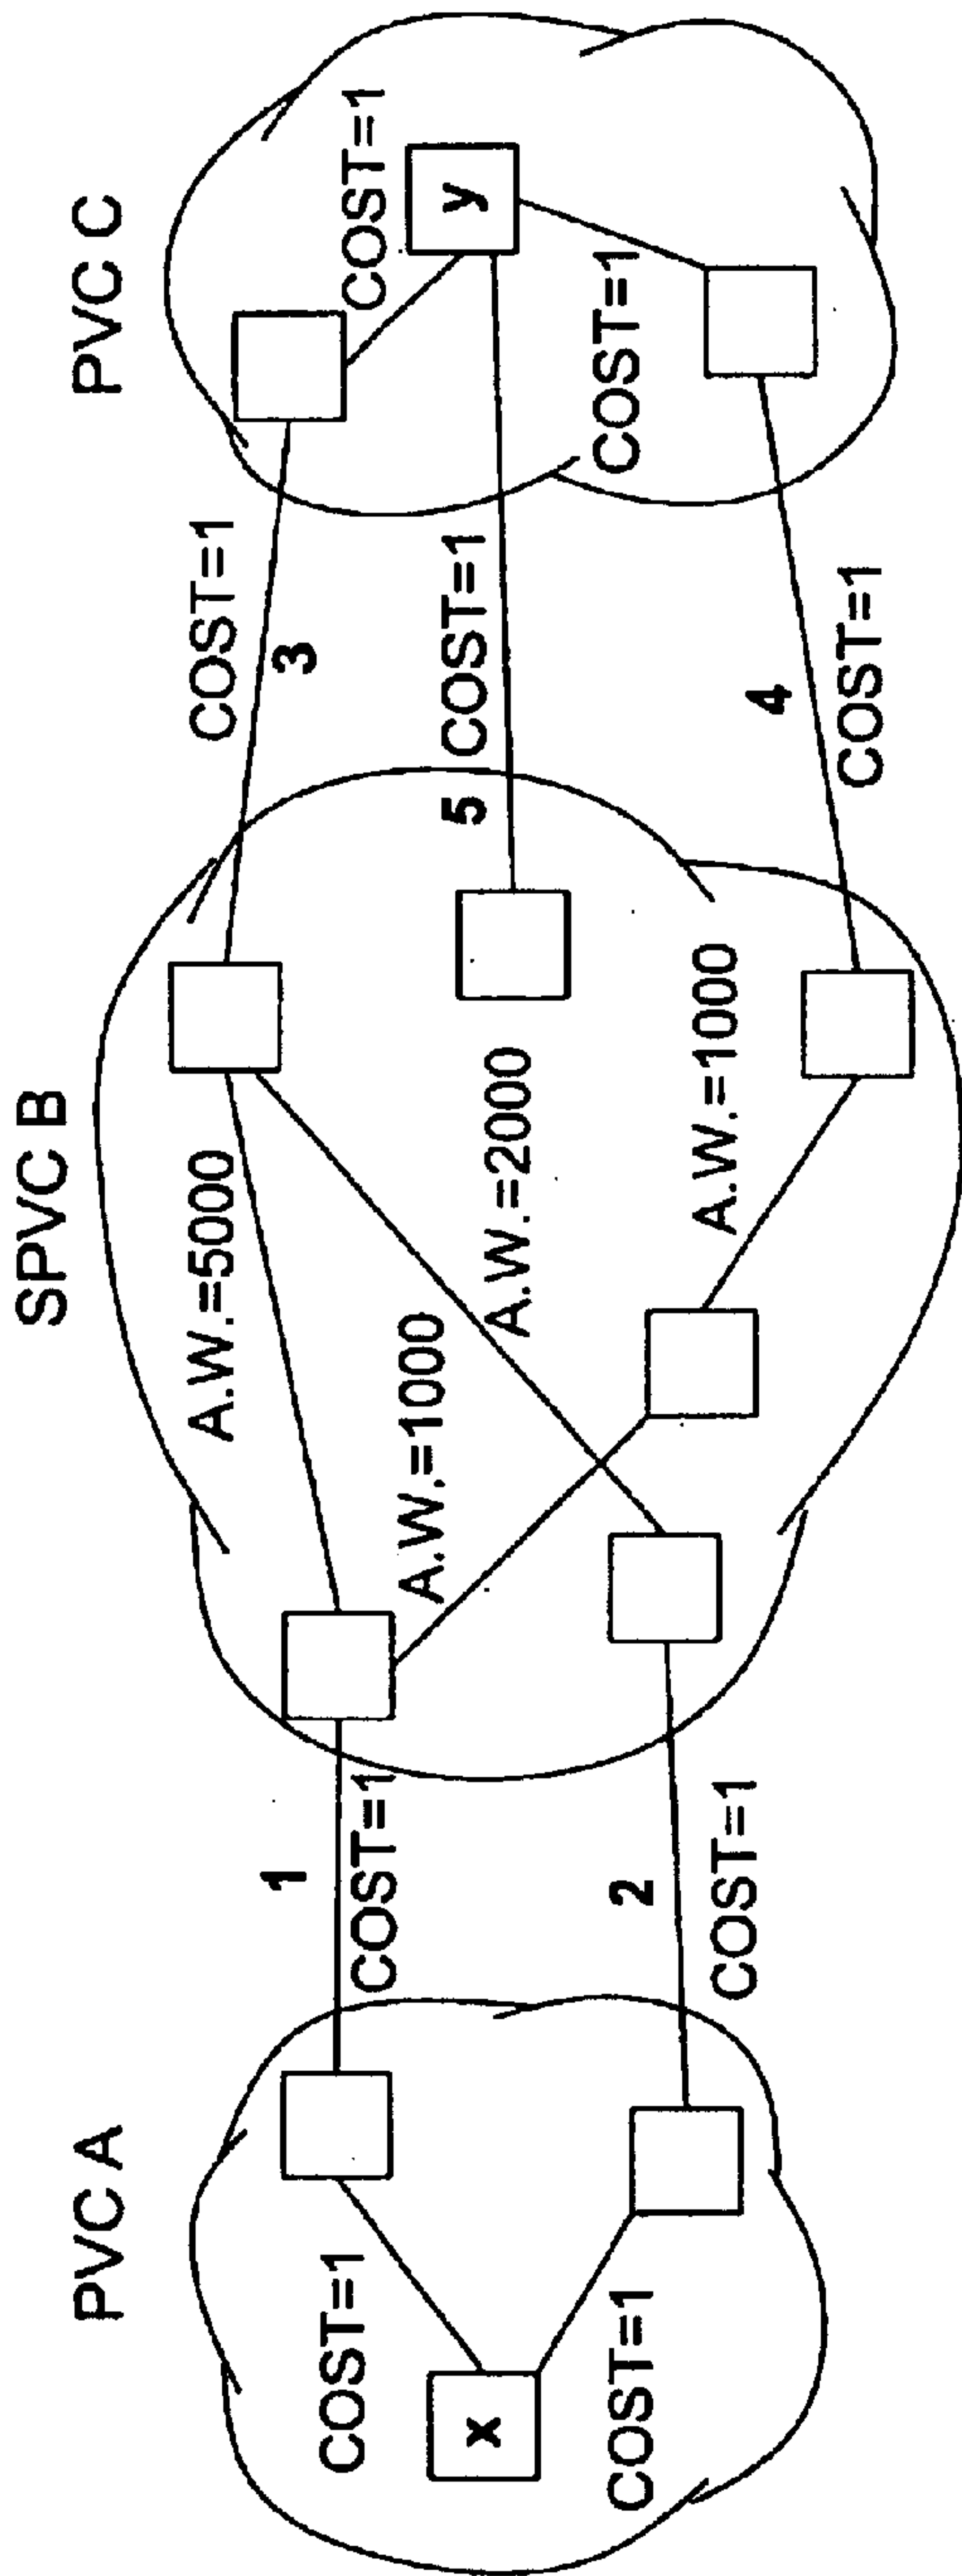 PVC A
SPVC B
PVC C
COST=1
x
COST=1
1
COST=1
2
COST=1
A.W.=5000
A.W.=1000
A.W.=2000
A.W.=1000
COST=1
3
5
COST=1
4
COST=1
COST=1
y
COST=1